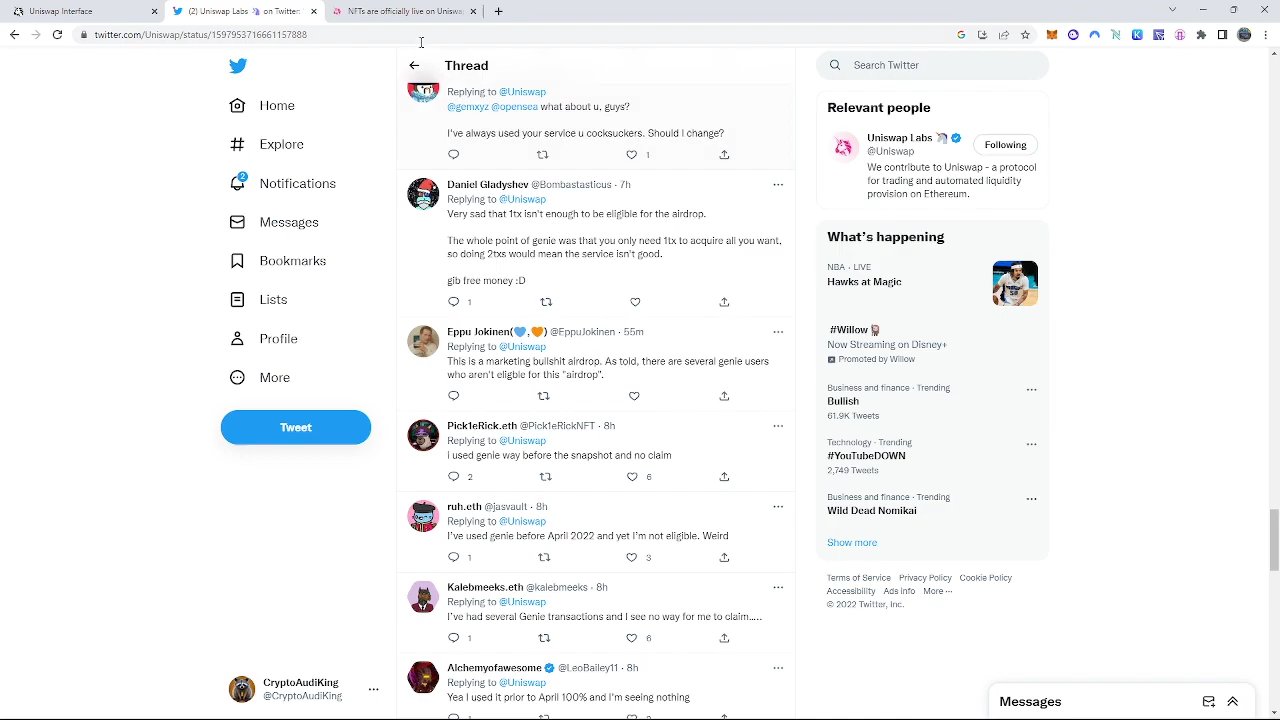 Uniswap Interface
(2) Uniswap Labs 🦄 on Twitter:
NFTs are officially live on Uniswa
twitter.com/Uniswap/status/1597953716661157888
Home
Explore
2
Notifications
Messages
Bookmarks
Lists
Profile
More
Tweet
CryptoAudiKing
@CryptoAudiKing
Thread
Replying to @Uniswap
@gemxyz @opensea what about u, guys?
I've always used your service u cocksuckers. Should I change?
1
Daniel Gladyshev @Bombastastious · 7h
Replying to @Uniswap
Very sad that 1tx isn't enough to be eligible for the airdrop.
The whole point of genie was that you only need 1tx to acquire all you want,
so doing 2txs would mean the service isn't good.
gib free money :D
1
Eppu Jokinen(💙,🧡) @EppuJokinen · 55m
Replying to @Uniswap
This is a marketing bullshit airdrop. As told, there are several genie users
who aren't eligble for this "airdrop".
Pick1eRick.eth @Pick1eRickNFT · 8h
Replying to @Uniswap
i used genie way before the snapshot and no claim
2 6
ruh.eth @jasvault · 8h
Replying to @Uniswap
I've used genie before April 2022 and yet I'm not eligible. Weird
1 3
Kalebmeeks.eth @kalebmeeks · 8h
Replying to @Uniswap
I've had several Genie transactions and I see no way for me to claim.....
1 6
Alchemyofawesome @LeoBailey11 · 8h
Replying to @Uniswap
Yea I used it prior to April 100% and I'm seeing nothing
Search Twitter
Relevant people
Uniswap Labs 🦄
@Uniswap
Following
We contribute to Uniswap - a protocol
for trading and automated liquidity
provision on Ethereum.
What's happening
NBA · LIVE
Hawks at Magic
#Willow
Now Streaming on Disney+
Promoted by Willow
Business and finance · Trending
Bullish
61.9K Tweets
Technology · Trending
#YouTubeDOWN
2,749 Tweets
Business and finance · Trending
Wild Dead Nomikai
Show more
Terms of Service Privacy Policy Cookie Policy
Accessibility Ads info More ···
© 2022 Twitter, Inc.
Messages